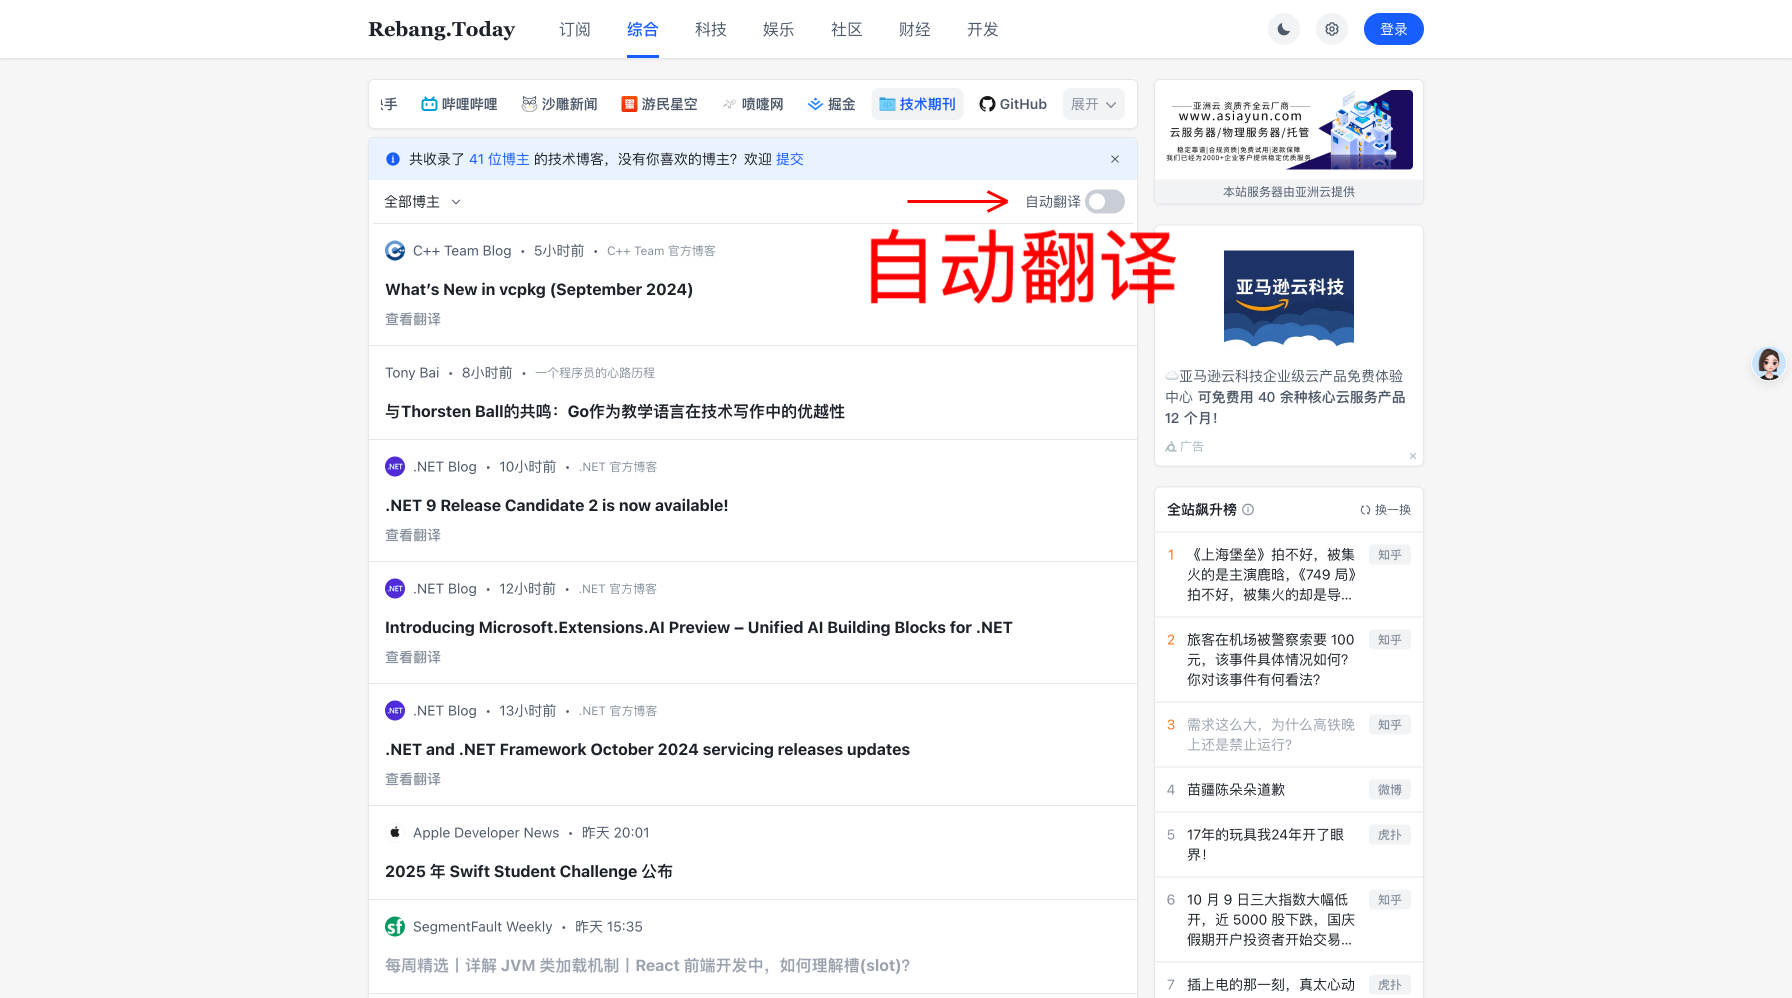 Rebang.Today
订阅
综合
科技
娱乐
社区
财经
开发
登录
手
哔哩哔哩
沙雕新闻
游民星空
喷嚏网
掘金
技术期刊
GitHub
展开
共收录了 41 位博主 的技术博客，没有你喜欢的博主？欢迎 提交
全部博主
自动翻译
自动翻译
C++ Team Blog • 5小时前 • C++ Team 官方博客
What's New in vcpkg (September 2024)
查看翻译
Tony Bai • 8小时前 • 一个程序员的心路历程
与Thorsten Ball的共鸣：Go作为教学语言在技术写作中的优越性
.NET Blog • 10小时前 • .NET 官方博客
.NET 9 Release Candidate 2 is now available!
查看翻译
.NET Blog • 12小时前 • .NET 官方博客
Introducing Microsoft.Extensions.AI Preview – Unified AI Building Blocks for .NET
查看翻译
.NET Blog • 13小时前 • .NET 官方博客
.NET and .NET Framework October 2024 servicing releases updates
查看翻译
Apple Developer News • 昨天 20:01
2025 年 Swift Student Challenge 公布
SegmentFault Weekly • 昨天 15:35
每周精选丨详解 JVM 类加载机制丨React 前端开发中，如何理解槽(slot)?
亚洲云 资质齐全云厂商
www.asiayun.com
云服务器/物理服务器/托管
稳定靠谱|合规资质|免费试用|退款保障
我们已经为2000+企业客户提供稳定优质服务
本站服务器由亚洲云提供
亚马逊云科技
亚马逊云科技企业级云产品免费体验
中心 可免费用 40 余种核心云服务产品
12 个月！
广告
全站飙升榜
换一换
1 《上海堡垒》拍不好，被集 知乎
火的是主演鹿晗，《749 局》
拍不好，被集火的却是导...
2 旅客在机场被警察索要 100 知乎
元，该事件具体情况如何？
你对该事件有何看法？
3 需求这么大，为什么高铁晚 知乎
上还是禁止运行？
4 苗疆陈朵朵道歉 微博
5 17年的玩具我24年开了眼 虎扑
界！
6 10 月 9 日三大指数大幅低 知乎
开，近 5000 股下跌，国庆
假期开户投资者开始交易...
7 插上电的那一刻，真太心动 虎扑